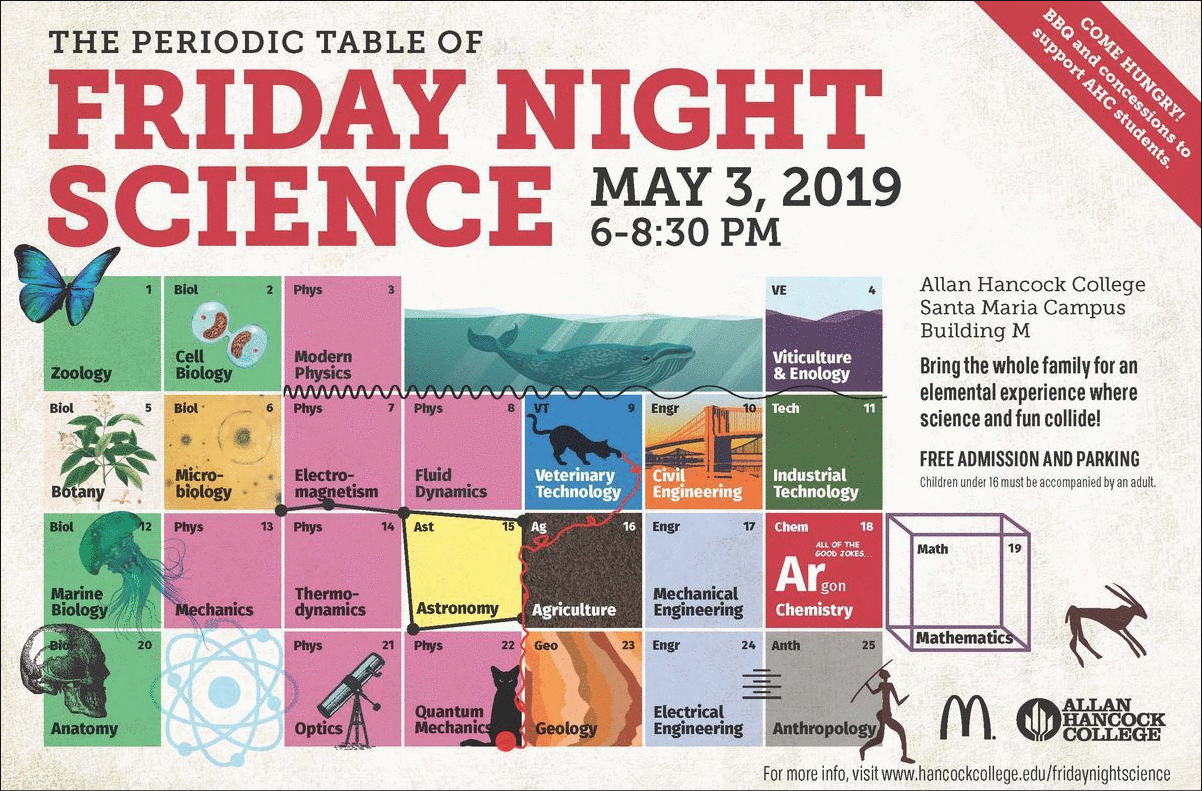 THE PERIODIC TABLE OF
FRIDAY NIGHT
SCIENCE
MAY 3, 2019
6-8:30 PM
COME HUNGRY!
BBQ and concessions to
support AHC students.
1
Zoology
Biol 2
Cell
Biology
Phys 3
Modern
Physics
VE 4
Viticulture
& Enology
Allan Hancock College
Santa Maria Campus
Building M
Bring the whole family for an
elemental experience where
science and fun collide!
FREE ADMISSION AND PARKING
Children under 16 must be accompanied by an adult.
Biol 5
Botany
Biol 6
Micro-
biology
Phys 7
Electro-
magnetism
Phys 8
Fluid
Dynamics
VT 9
Veterinary
Technology
Engr 10
Civil
Engineering
Tech 11
Industrial
Technology
Biol 12
Marine
Biology
Phys 13
Mechanics
Phys 14
Thermo-
dynamics
Ast 15
Astronomy
Ag 16
Agriculture
Engr 17
Mechanical
Engineering
Chem 18
ALL OF THE
GOOD JOKES...
Argon
Chemistry
Math 19
Mathematics
Biol 20
Anatomy
Phys 21
Optics
Phys 22
Quantum
Mechanics
Geo 23
Geology
Engr 24
Electrical
Engineering
Anth 25
Anthropology
M.
ALLAN
HANCOCK
COLLEGE
For more info, visit www.hancockcollege.edu/fridaynightscience